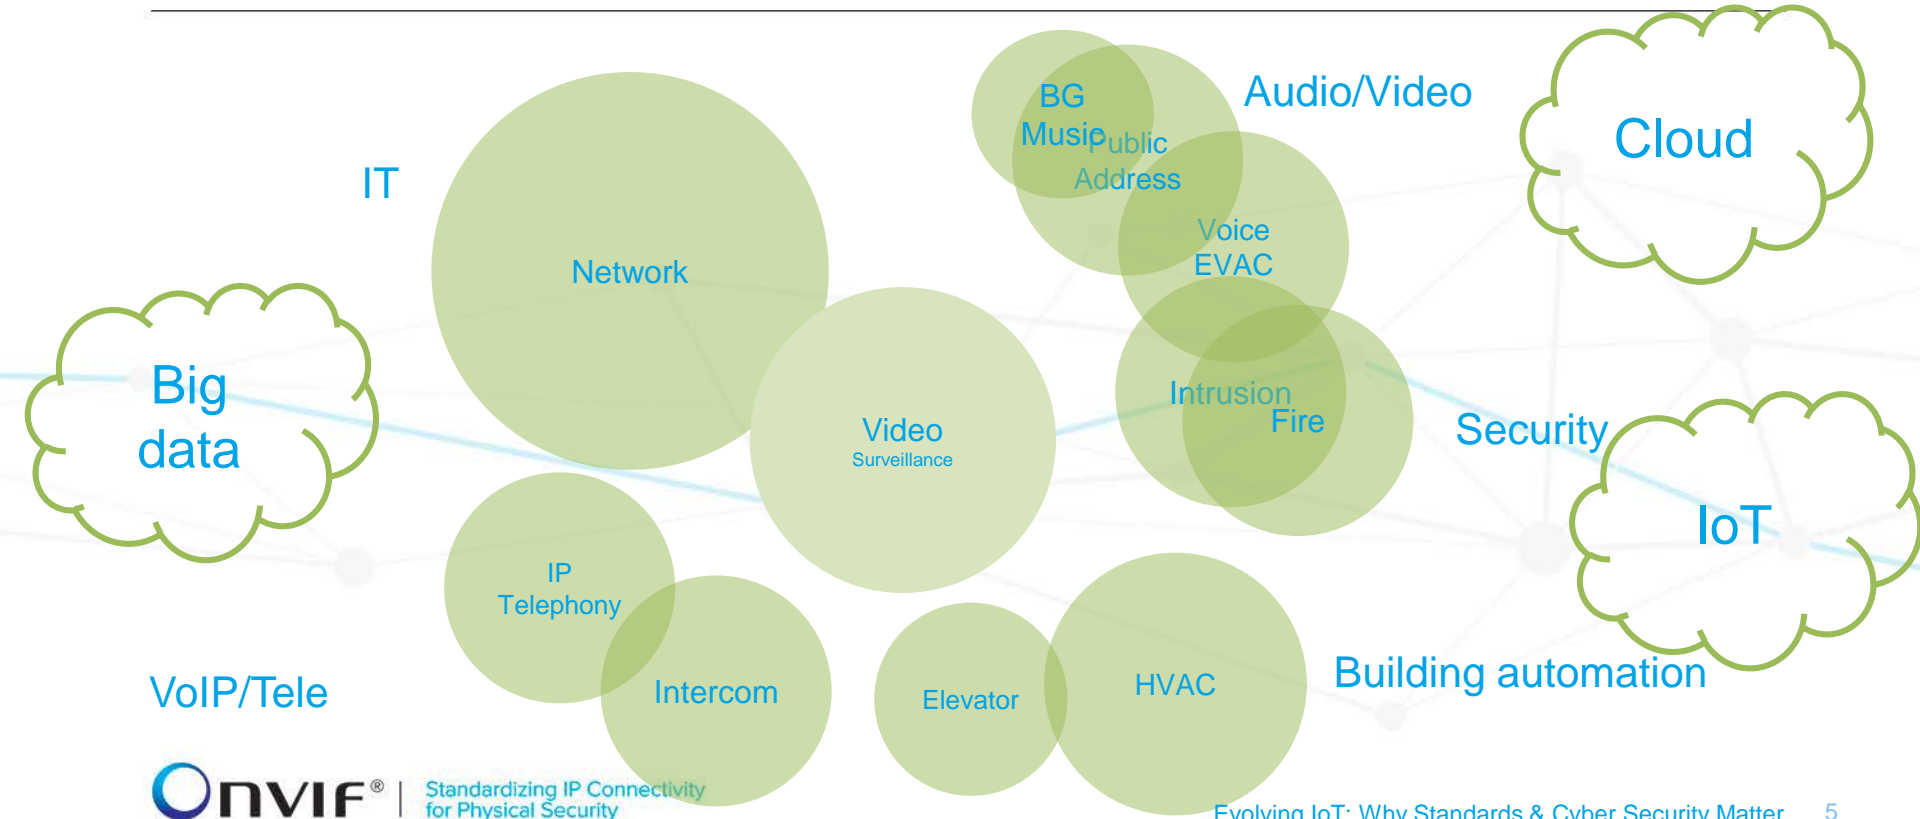 Audio/Video
Cloud
BG
Music
Public
Address
IT
Voice
EVAC
Network
Big
data
Intrusion
Fire
Security
Video
Surveillance
IoT
IP
Telephony
VoIP/Tele
Intercom
Elevator
HVAC
Building automation
ONVIF® | Standardizing IP Connectivity
for Physical Security
Evolving IoT: Why Standards & Cyber Security Matter 5